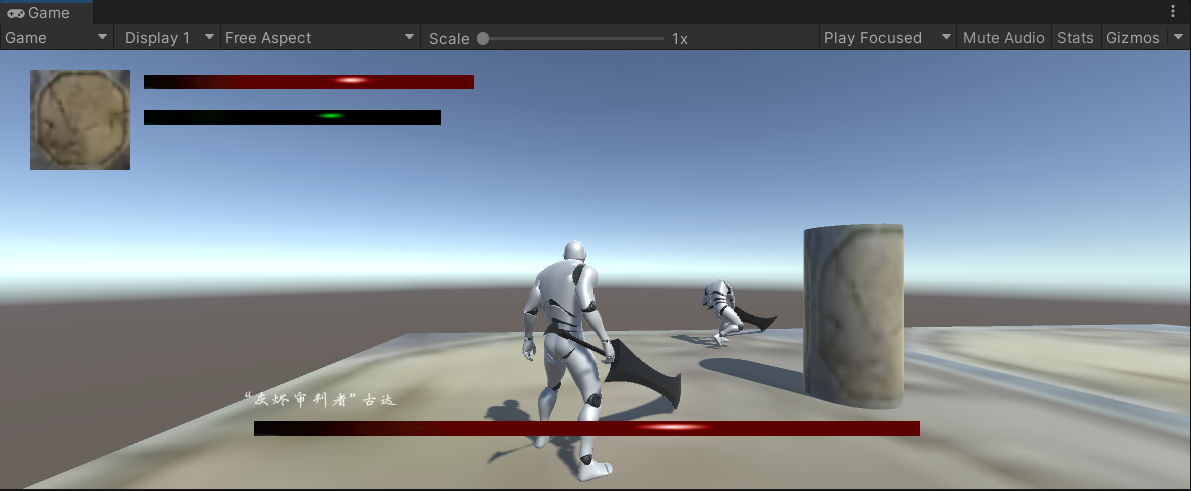 Game
Game Display 1 Free Aspect Scale 1x Play Focused Mute Audio Stats Gizmos
“灰烬审判者”古达